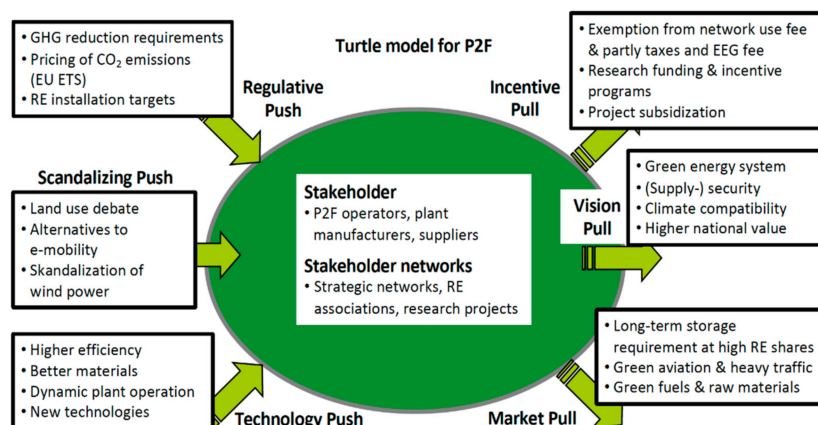 Turtle model for P2F
• GHG reduction requirements
• Pricing of CO₂ emissions
(EU ETS)
• RE installation targets
Regulative
Push
Incentive
Pull
• Exemption from network use fee
& partly taxes and EEG fee
• Research funding & incentive
programs
• Project subsidization
Scandalizing Push
• Land use debate
• Alternatives to
e-mobility
• Skandalization of
wind power
Stakeholder
• P2F operators, plant
manufacturers, suppliers
Stakeholder networks
• Strategic networks, RE
associations, research projects
Vision
Pull
• Green energy system
• (Supply-) security
• Climate compatibility
• Higher national value
• Higher efficiency
• Better materials
• Dynamic plant operation
• New technologies
Technology Push
Market Pull
• Long-term storage
requirement at high RE shares
• Green aviation & heavy traffic
• Green fuels & raw materials